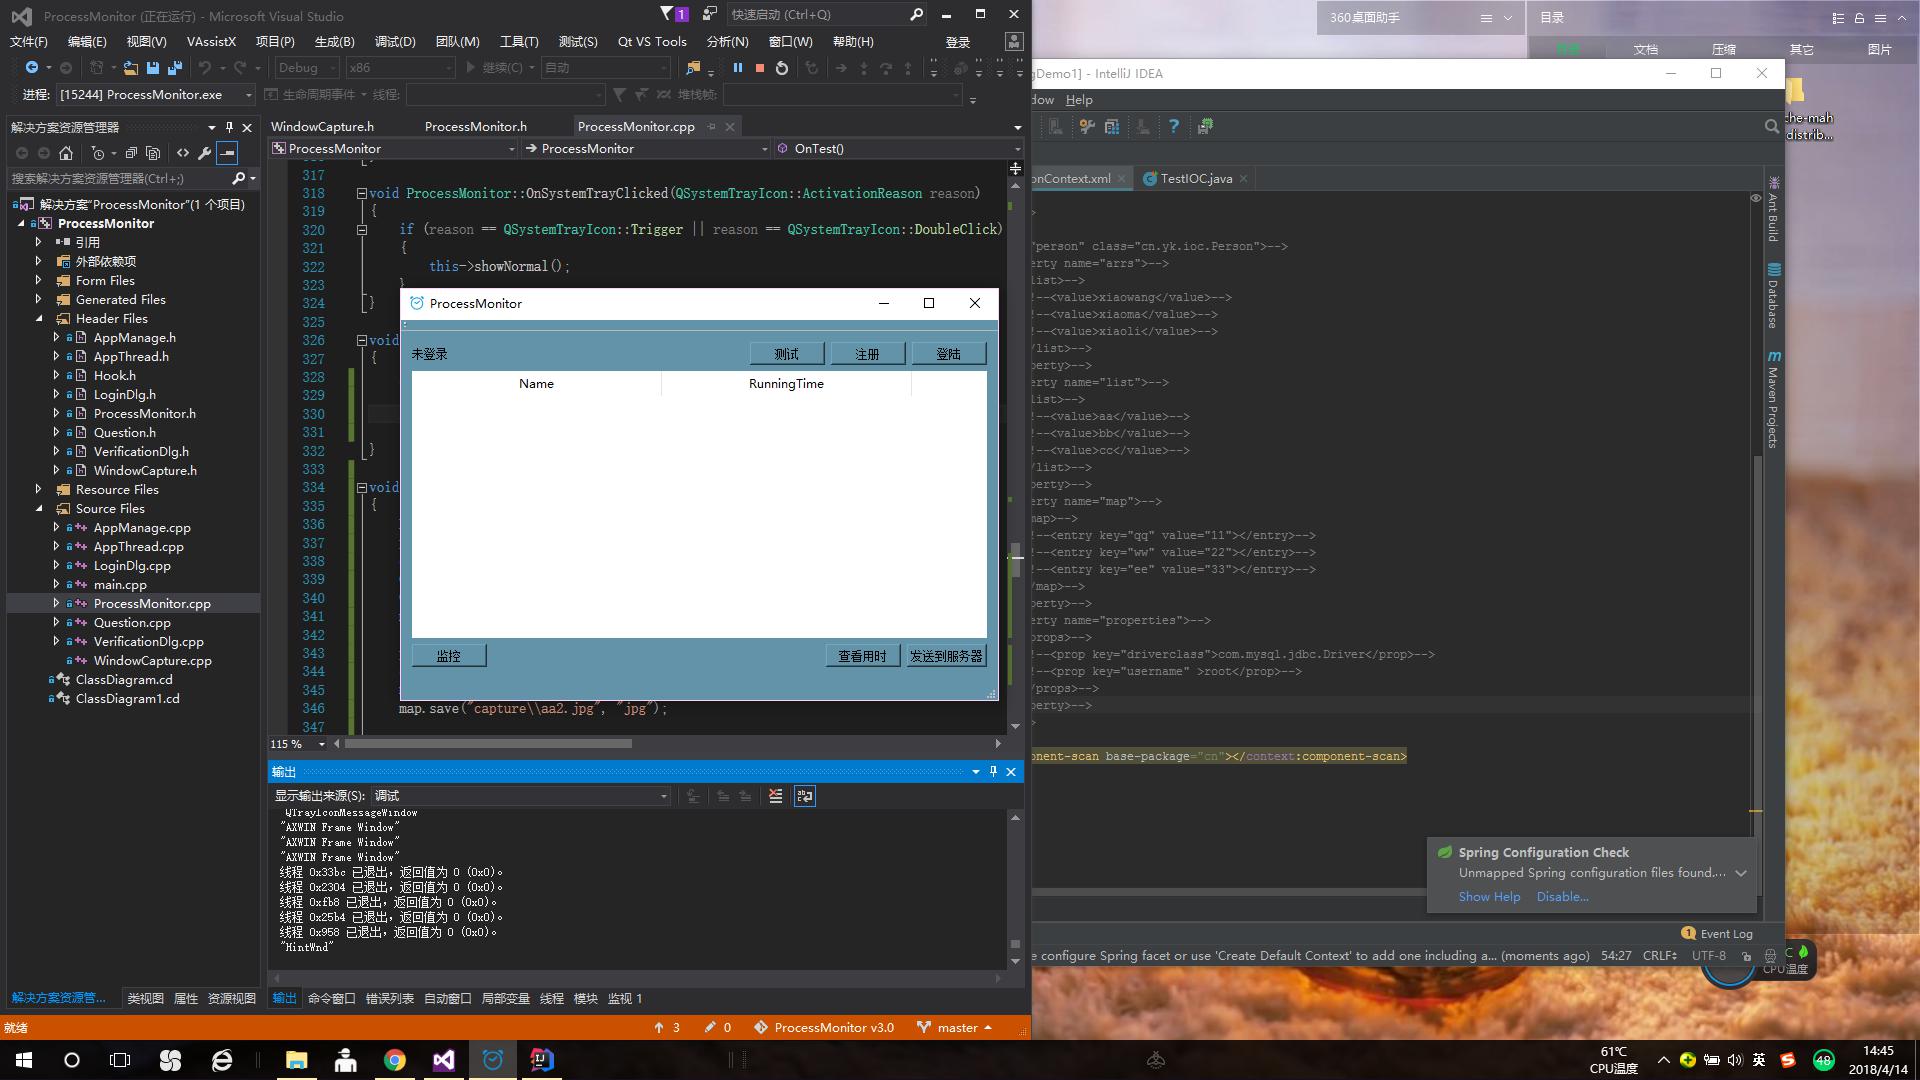 ProcessMonitor (正在运行) - Microsoft Visual Studio
1
快速启动 (Ctrl+Q)
文件(F) 编辑(E) 视图(V) VAssistX 项目(P) 生成(B) 调试(D) 团队(M) 工具(T) 测试(S) Qt VS Tools 分析(N) 窗口(W) 帮助(H) 登录
Debug x86 继续(C) 自动
进程: [15244] ProcessMonitor.exe 生命周期事件 线程: 堆栈帧:
解决方案资源管理器
搜索解决方案资源管理器(Ctrl+;)
解决方案"ProcessMonitor"(1 个项目)
ProcessMonitor
引用
外部依赖项
Form Files
Generated Files
Header Files
AppManage.h
AppThread.h
Hook.h
LoginDlg.h
ProcessMonitor.h
Question.h
VerificationDlg.h
WindowCapture.h
Resource Files
Source Files
AppManage.cpp
AppThread.cpp
LoginDlg.cpp
main.cpp
ProcessMonitor.cpp
Question.cpp
VerificationDlg.cpp
WindowCapture.cpp
ClassDiagram.cd
ClassDiagram1.cd
解决方案资源管... 类视图 属性 资源视图
WindowCapture.h ProcessMonitor.h ProcessMonitor.cpp
ProcessMonitor ProcessMonitor OnTest()
317
318 void ProcessMonitor::OnSystemTrayClicked(QSystemTrayIcon::ActivationReason reason)
319 {
320 if (reason == QSystemTrayIcon::Trigger || reason == QSystemTrayIcon::DoubleClick)
321 {
322 this->showNormal();
323 }
324 }
325
326 void
327 {
328
329
330
331
332 }
333
334 void
335 {
336
337
338
339
340
341
342
343
344
345
346 map.save("capture\\aa2.jpg", "jpg");
347
115 %
ProcessMonitor
未登录 测试 注册 登陆
Name RunningTime
监控 查看用时 发送到服务器
输出
显示输出来源(S): 调试
QTrayIconMessageWindow
"AXWIN Frame Window"
"AXWIN Frame Window"
"AXWIN Frame Window"
线程 0x33bc 已退出，返回值为 0 (0x0)。
线程 0x2304 已退出，返回值为 0 (0x0)。
线程 0xfb8 已退出，返回值为 0 (0x0)。
线程 0x25b4 已退出，返回值为 0 (0x0)。
线程 0x958 已退出，返回值为 0 (0x0)。
"HintWnd"
输出 命令窗口 错误列表 自动窗口 局部变量 线程 模块 监视 1
就绪 3 0 ProcessMonitor v3.0 master
360桌面助手
目录
文档 压缩 其它 图片
che-mah
distrib...
gDemo1] - IntelliJ IDEA
dow Help
onContext.xml TestIOC.java
>
"person" class="cn.yk.ioc.Person">-->
erty name="arrs">-->
list>-->
!--<value>xiaowang</value>-->
!--<value>xiaoma</value>-->
!--<value>xiaoli</value>-->
/list>-->
perty>-->
erty name="list">-->
list>-->
!--<value>aa</value>-->
!--<value>bb</value>-->
!--<value>cc</value>-->
/list>-->
perty>-->
erty name="map">-->
map>-->
!--<entry key="qq" value="11"></entry>-->
!--<entry key="ww" value="22"></entry>-->
!--<entry key="ee" value="33"></entry>-->
/map>-->
perty>-->
erty name="properties">-->
props>-->
!--<prop key="driverclass">com.mysql.jdbc.Driver</prop>-->
!--<prop key="username" >root</prop>-->
/props>-->
perty>-->
>
onent-scan base-package="cn"></context:component-scan>
Ant Build
Database
Maven Projects
Spring Configuration Check
Unmapped Spring configuration files found....
Show Help Disable...
1 Event Log
e configure Spring facet or use 'Create Default Context' to add one including a... (moments ago) 54:27 CRLF UTF-8
CPU温度
61℃
CPU温度
英 48
14:45
2018/4/14